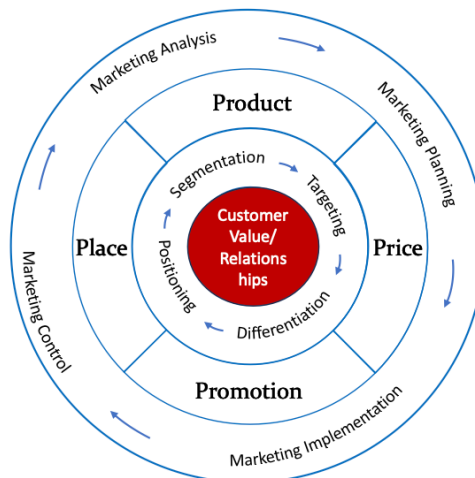 Marketing Analysis
Marketing Planning
Product
Segmentation
Targeting
Customer
Value/
Relations
hips
Place
Price
Positioning
Differentiation
Marketing Control
Promotion
Marketing Implementation